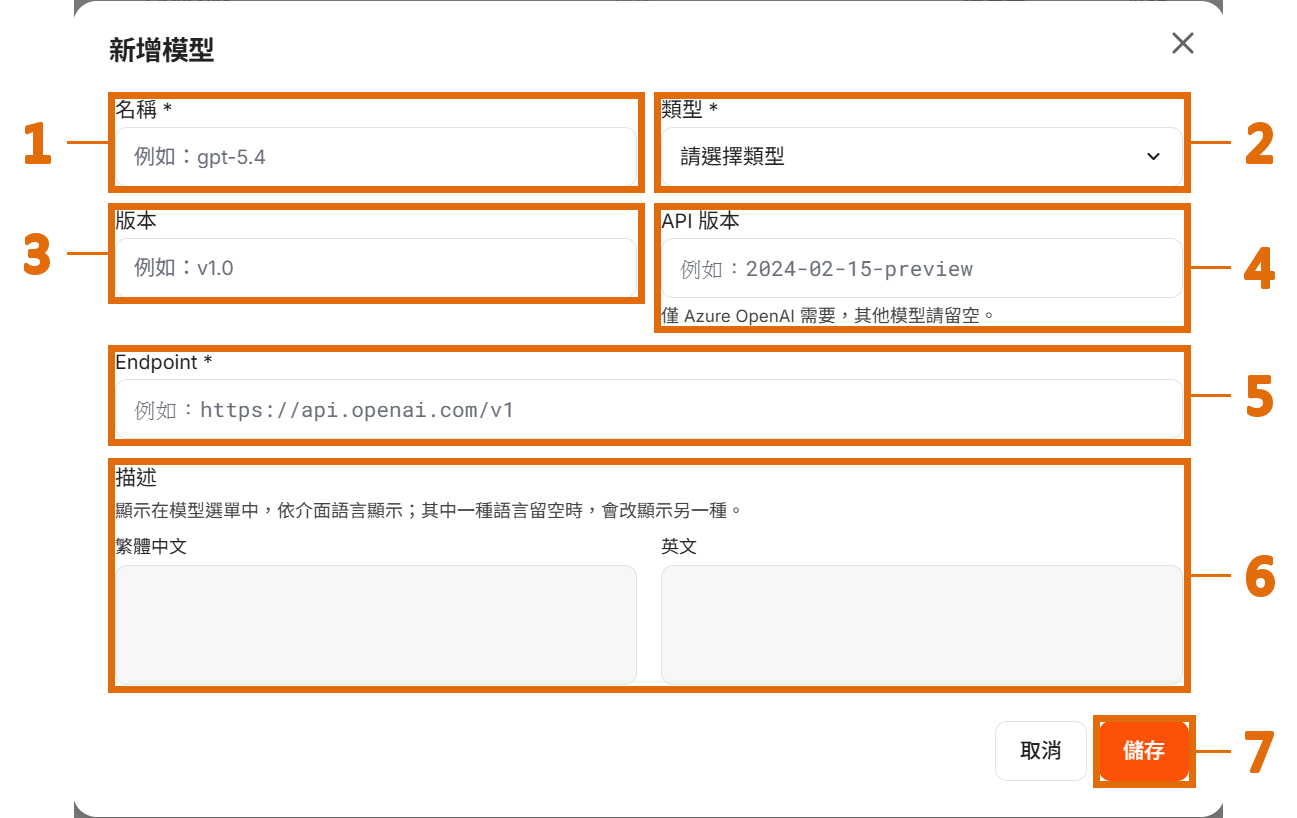 新增模型
1
名稱 *
例如：gpt-5.4
類型 *
請選擇類型
2
3
版本
例如：v1.0
API 版本
例如：2024-02-15-preview
僅 Azure OpenAI 需要，其他模型請留空。
4
Endpoint *
例如：https://api.openai.com/v1
5
描述
顯示在模型選單中，依介面語言顯示；其中一種語言留空時，會改顯示另一種。
繁體中文
英文
6
取消
儲存
7